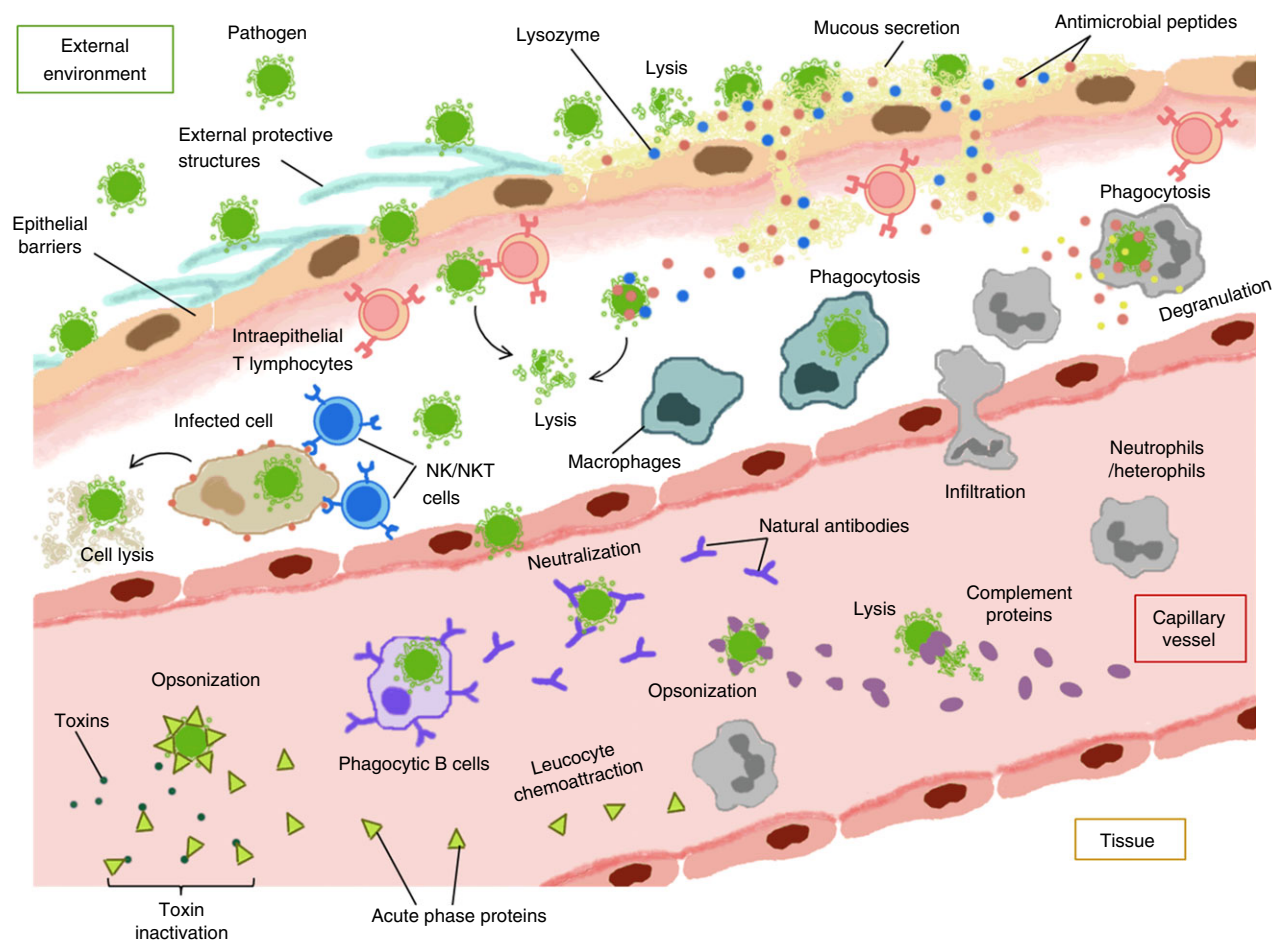 External
environment
Pathogen
Lysozyme
Lysis
Mucous secretion
Antimicrobial peptides
External protective
structures
Epithelial
barriers
Phagocytosis
Phagocytosis
Degranulation
Intraepithelial
T lymphocytes
Lysis
Infected cell
NK/NKT
cells
Macrophages
Infiltration
Neutrophils
/heterophils
Cell lysis
Neutralization
Natural antibodies
Lysis
Complement
proteins
Capillary
vessel
Opsonization
Opsonization
Toxins
Phagocytic B cells
Leucocyte
chemoattraction
Tissue
Toxin
inactivation
Acute phase proteins